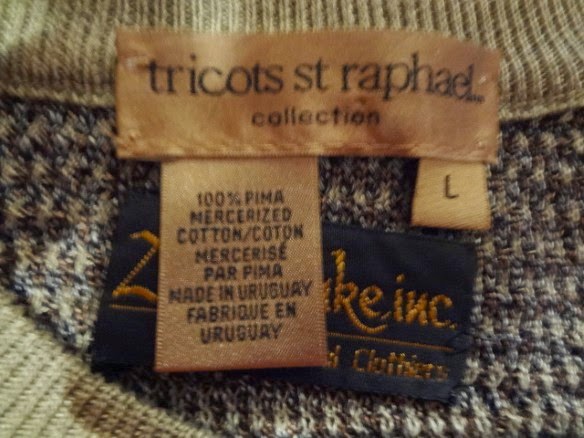 tricots st raphael
collection
L
100% PIMA
MERCERIZED
COTTON/COTON
MERCERISÉ
PAR PIMA
MADE IN URUGUAY
FABRIQUE EN
URUGUAY
inc.
Clothiers